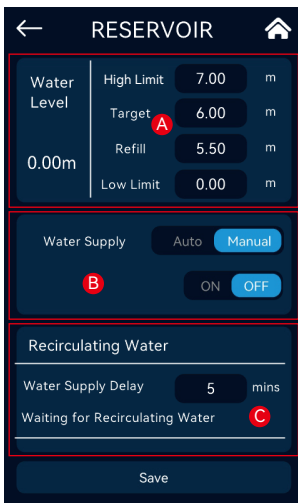 RESERVOIR
Water Level
High Limit 7.00 m
Target 6.00 m
A
0.00m
Refill 5.50 m
Low Limit 0.00 m
Water Supply Auto Manual
B
ON OFF
Recirculating Water
Water Supply Delay 5 mins
Waiting for Recirculating Water C
Save